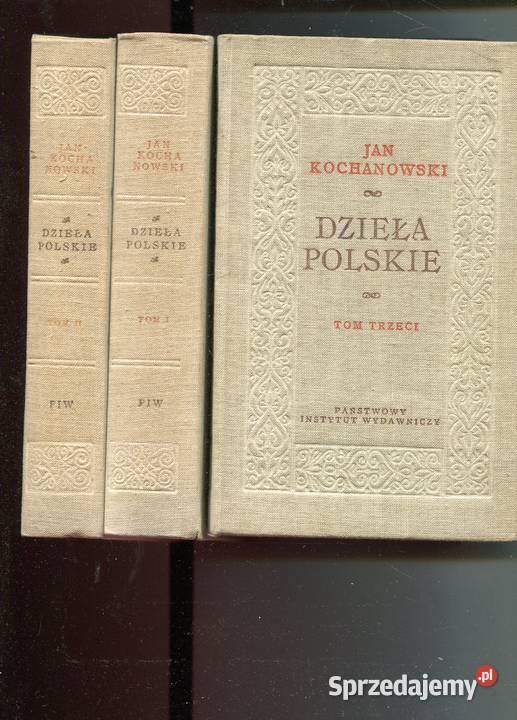 JAN
KOCHA
NOWSKI
DZIEŁA
POLSKIE
TOM II
PIW
JAN
KOCHA
NOWSKI
DZIEŁA
POLSKIE
TOM I
PIW
JAN
KOCHANOWSKI
DZIEŁA
POLSKIE
TOM TRZECI
PAŃSTWOWY
INSTYTUT WYDAWNICZY
Sprzedajemy.pl